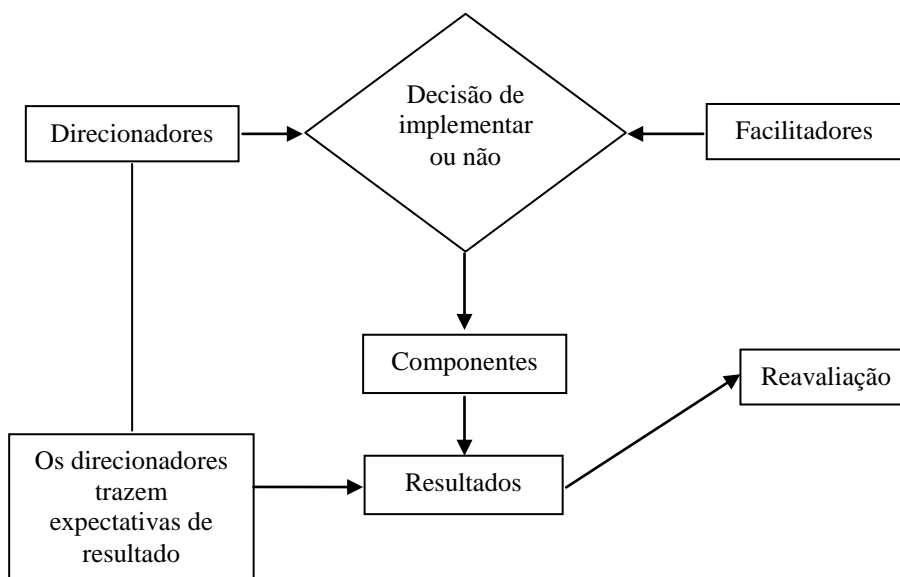 Decisão de
implementar
ou não
Direcionadores
Facilitadores
Componentes
Reavaliação
Os direcionadores
trazem
expectativas de
resultado
Resultados